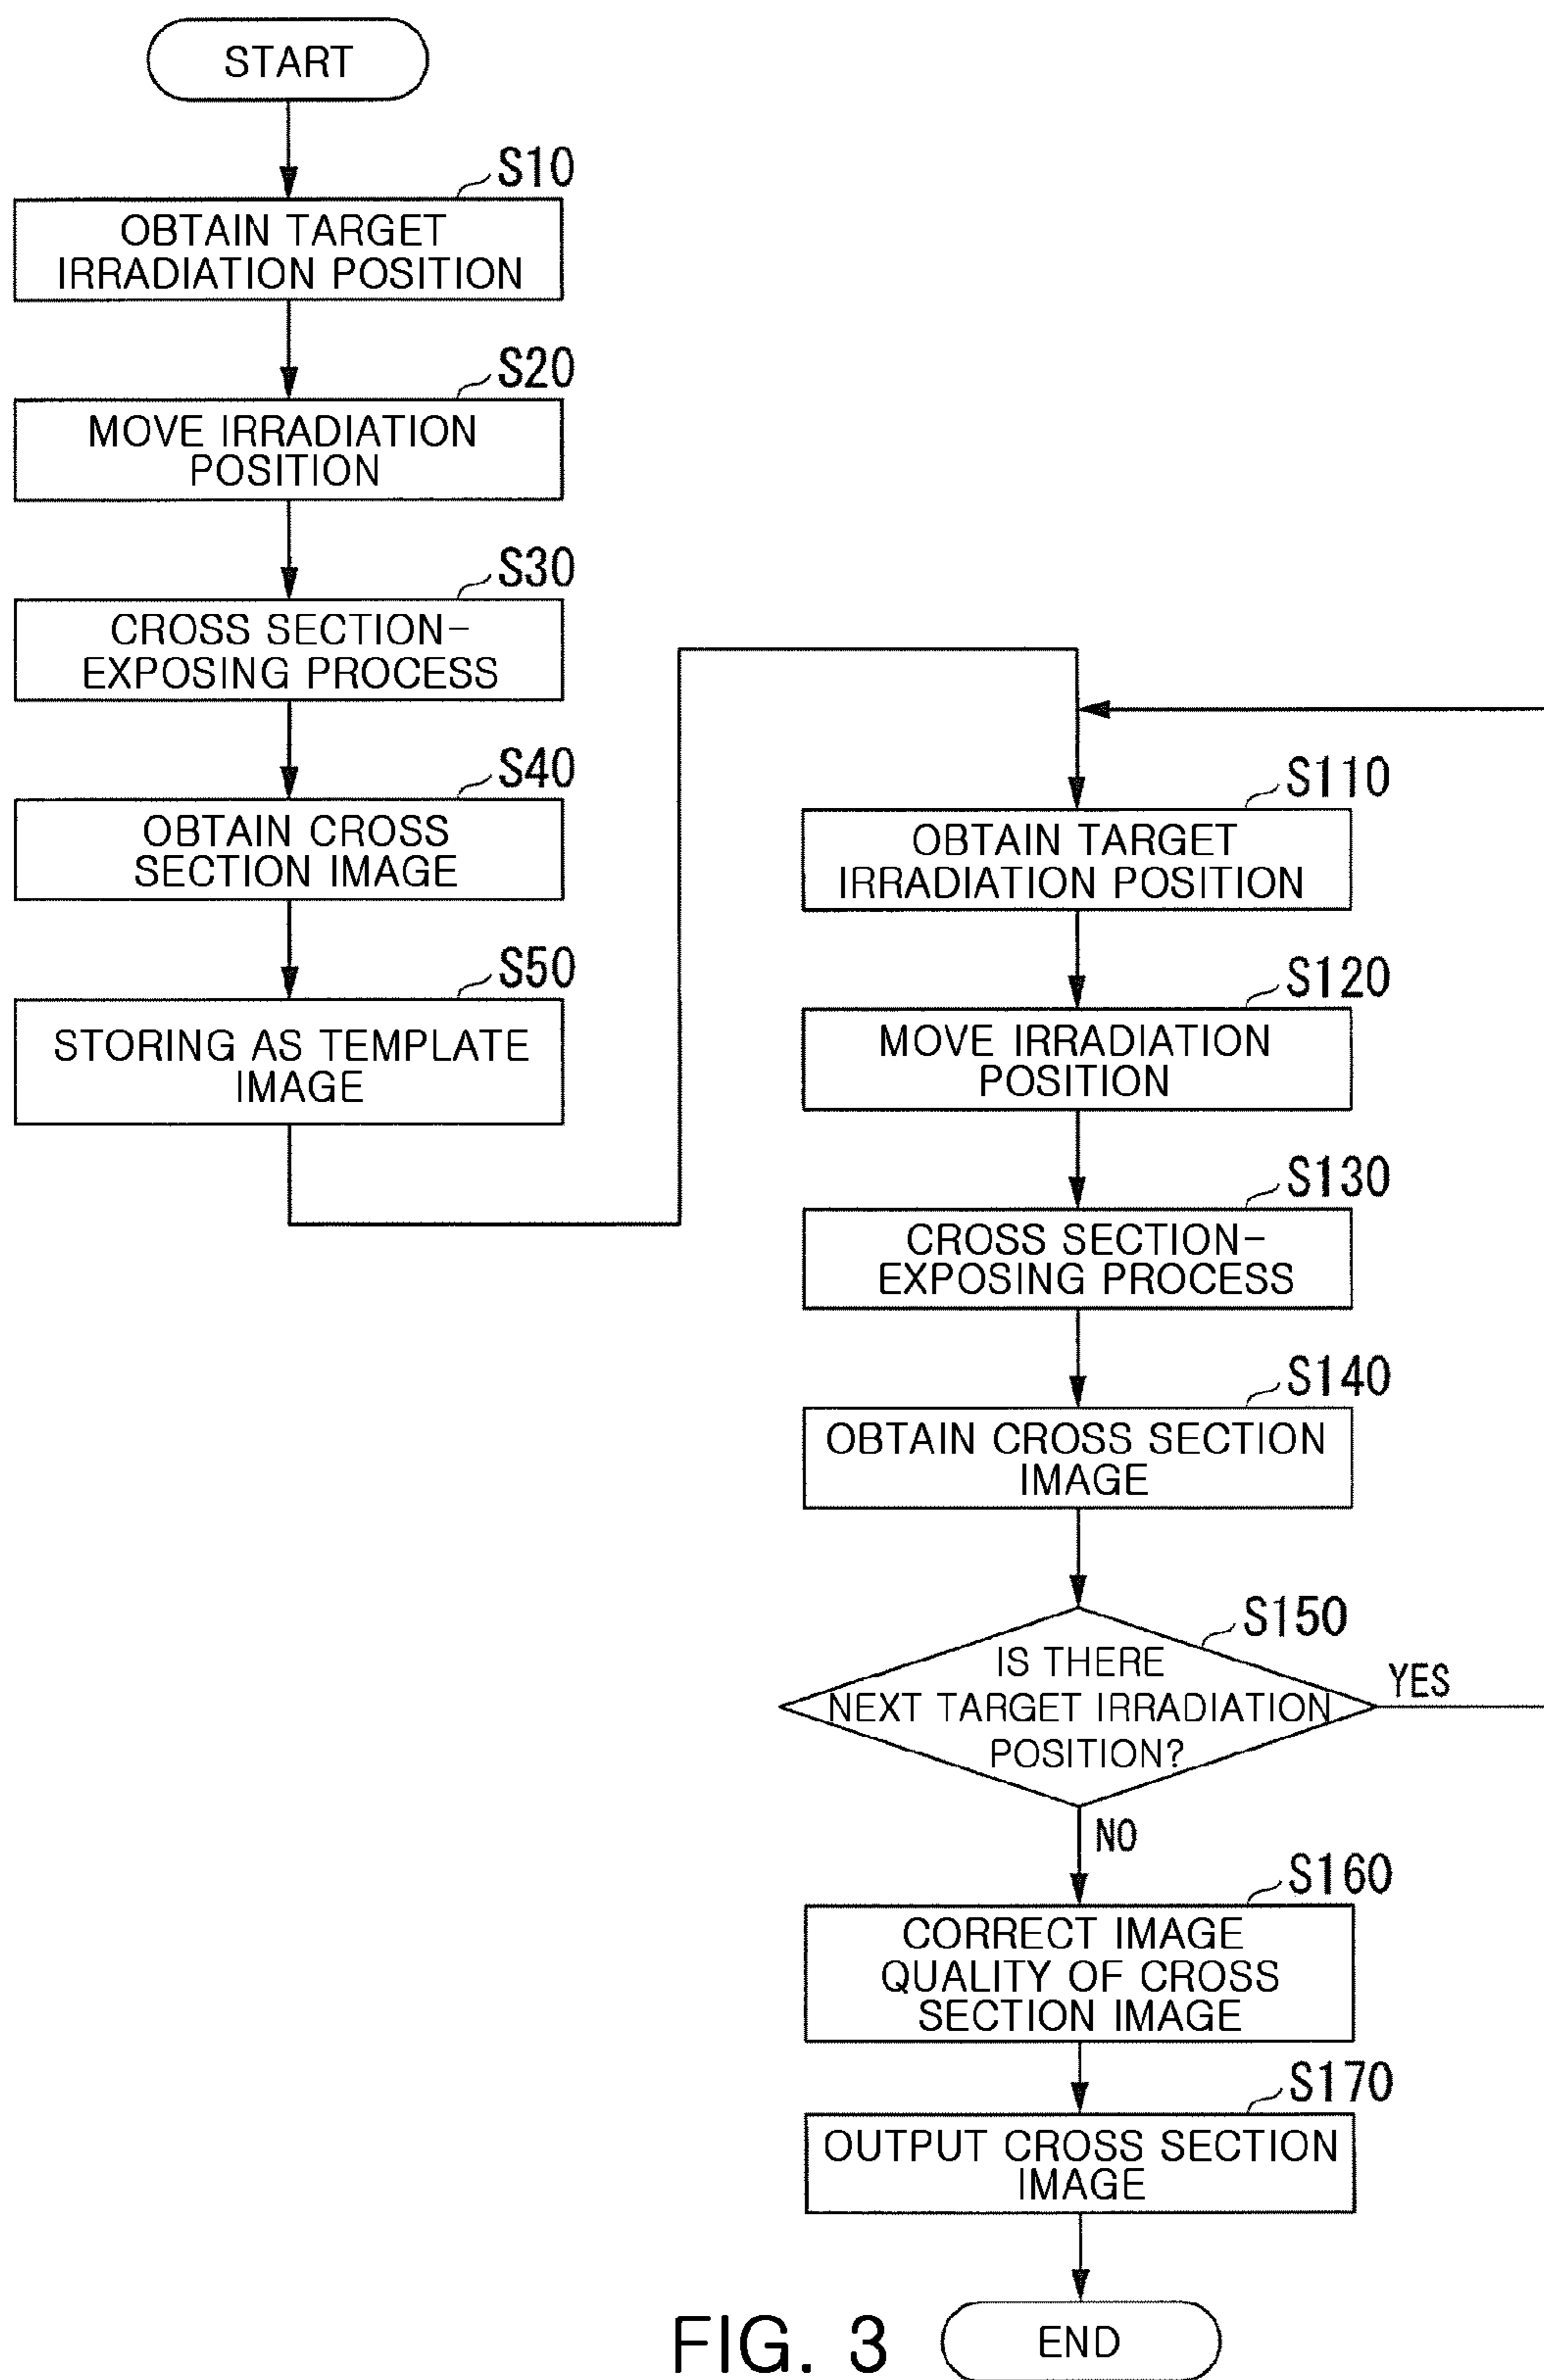 START
S10
OBTAIN TARGET
IRRADIATION POSITION
S20
MOVE IRRADIATION
POSITION
S30
CROSS SECTION-
EXPOSING PROCESS
S40
OBTAIN CROSS
SECTION IMAGE
S50
STORING AS TEMPLATE
IMAGE
S110
OBTAIN TARGET
IRRADIATION POSITION
S120
MOVE IRRADIATION
POSITION
S130
CROSS SECTION-
EXPOSING PROCESS
S140
OBTAIN CROSS SECTION
IMAGE
S150
IS THERE
NEXT TARGET IRRADIATION
POSITION?
YES
NO
S160
CORRECT IMAGE
QUALITY OF CROSS
SECTION IMAGE
S170
OUTPUT CROSS SECTION
IMAGE
END
FIG. 3